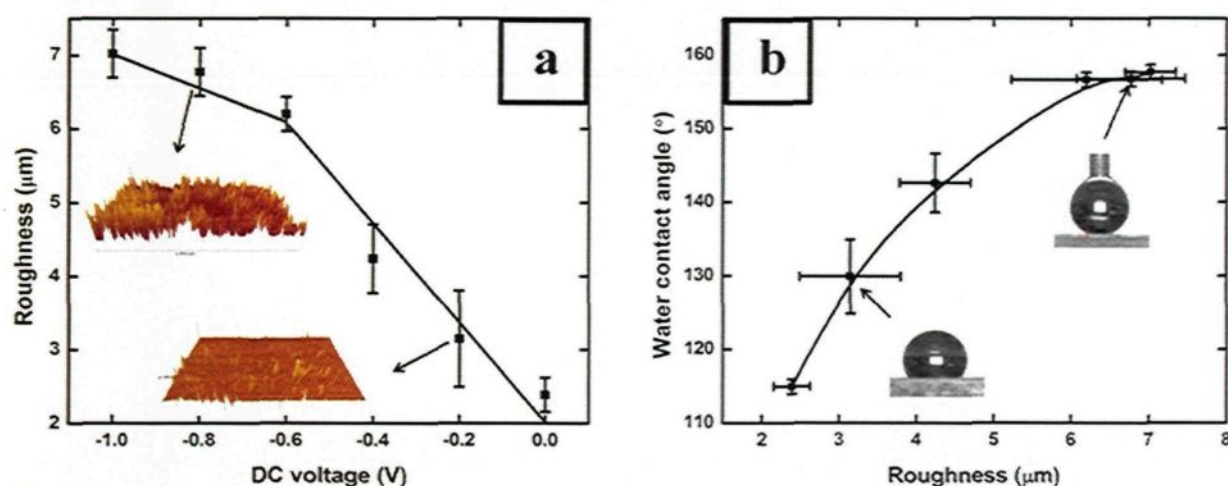 a
7
6
5
4
3
2
Roughness (μm)
-1.0 -0.8 -0.6 -0.4 -0.2 0.0
DC voltage (V)
b
160
150
140
130
120
110
Water contact angle (°)
2 3 4 5 6 7 8
Roughness (μm)